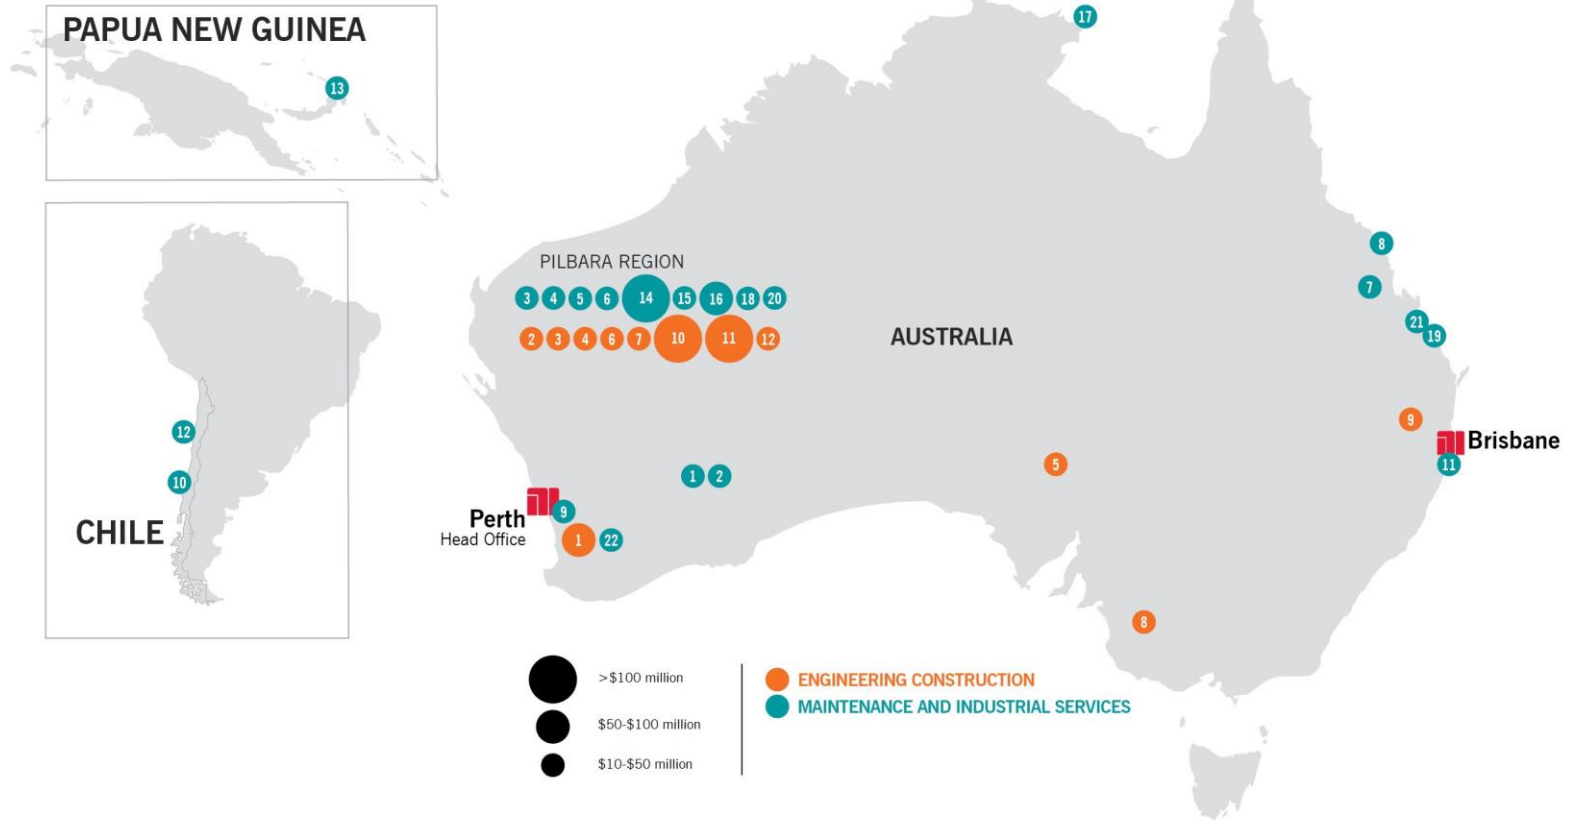 PAPUA NEW GUINEA
13
17
8
7
21
19
PILBARA REGION
3 4 5 6 14 15 16 18 20
2 3 4 6 7 10 11 12
AUSTRALIA
12
10
CHILE
9
Brisbane
11
5
1 2
Perth
Head Office
9
1 22
8
>$100 million
$50-$100 million
$10-$50 million
ENGINEERING CONSTRUCTION
MAINTENANCE AND INDUSTRIAL SERVICES